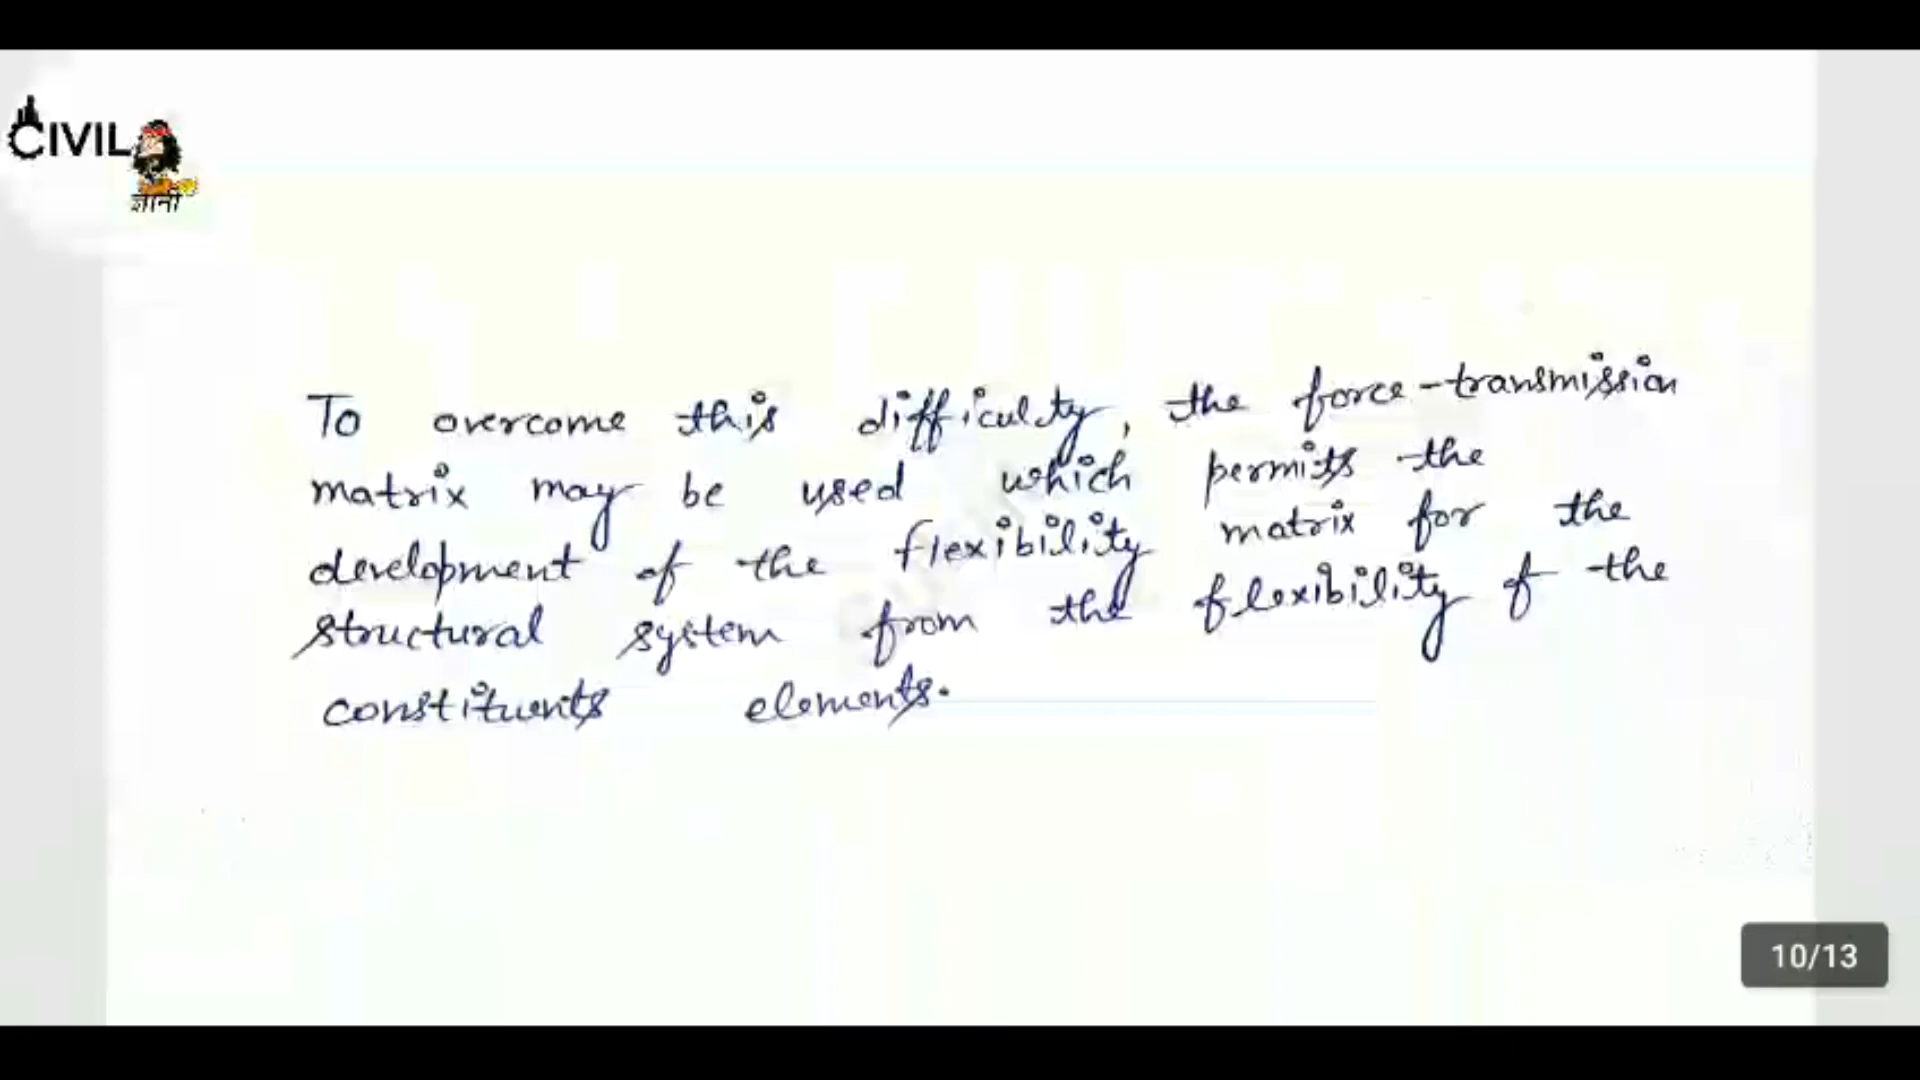 CIVIL
ज्ञानी
To overcome this difficulty, the force-transmission
matrix may be used which permits the
development of the flexibility matrix for the
structural system from the flexibility of the
constituents elements.
10/13